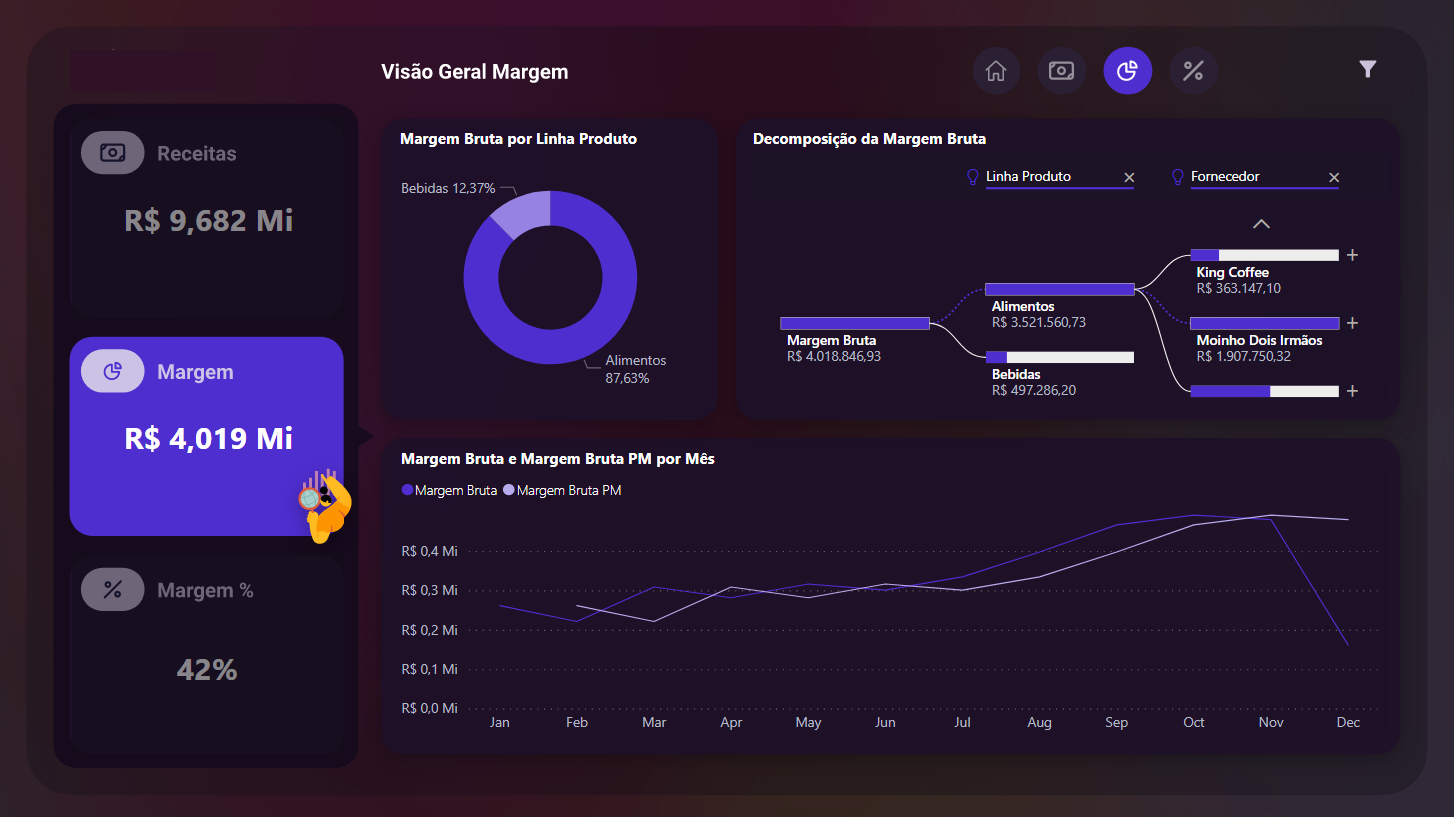 Visão Geral Margem
Receitas
R$ 9,682 Mi
Margem
R$ 4,019 Mi
Margem %
42%
Margem Bruta por Linha Produto
Bebidas 12,37%
Alimentos
87,63%
Decomposição da Margem Bruta
Linha Produto
Fornecedor
Margem Bruta
R$ 4.018.846,93
Alimentos
R$ 3.521.560,73
Bebidas
R$ 497.286,20
King Coffee
R$ 363.147,10
Moinho Dois Irmãos
R$ 1.907.750,32
Margem Bruta e Margem Bruta PM por Mês
Margem Bruta
Margem Bruta PM
R$ 0,4 Mi
R$ 0,3 Mi
R$ 0,2 Mi
R$ 0,1 Mi
R$ 0,0 Mi
Jan Feb Mar Apr May Jun Jul Aug Sep Oct Nov Dec